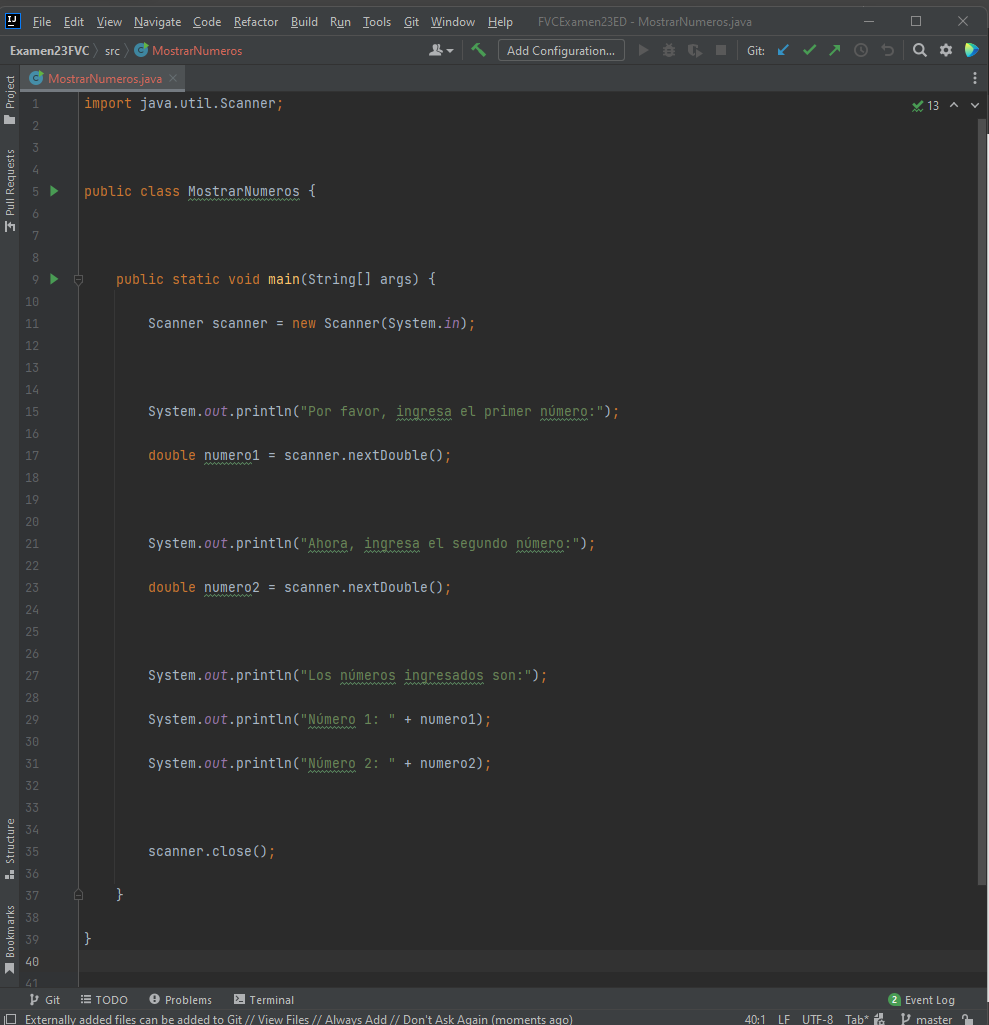 File Edit View Navigate Code Refactor Build Run Tools Git Window Help FVCExamen23ED - MostrarNumeros.java
Examen23FVC src MostrarNumeros Add Configuration... Git:
MostrarNumeros.java
Project
Pull Requests
Structure
Bookmarks
13
1 import java.util.Scanner;
2
3
4
5 public class MostrarNumeros {
6
7
8
9 public static void main(String[] args) {
10
11 Scanner scanner = new Scanner(System.in);
12
13
14
15 System.out.println("Por favor, ingresa el primer número:");
16
17 double numero1 = scanner.nextDouble();
18
19
20
21 System.out.println("Ahora, ingresa el segundo número:");
22
23 double numero2 = scanner.nextDouble();
24
25
26
27 System.out.println("Los números ingresados son:");
28
29 System.out.println("Número 1: " + numero1);
30
31 System.out.println("Número 2: " + numero2);
32
33
34
35 scanner.close();
36
37 }
38
39 }
40
41
Git TODO Problems Terminal 2 Event Log
Externally added files can be added to Git // View Files // Always Add // Don't Ask Again (moments ago) 40:1 LF UTF-8 Tab* master